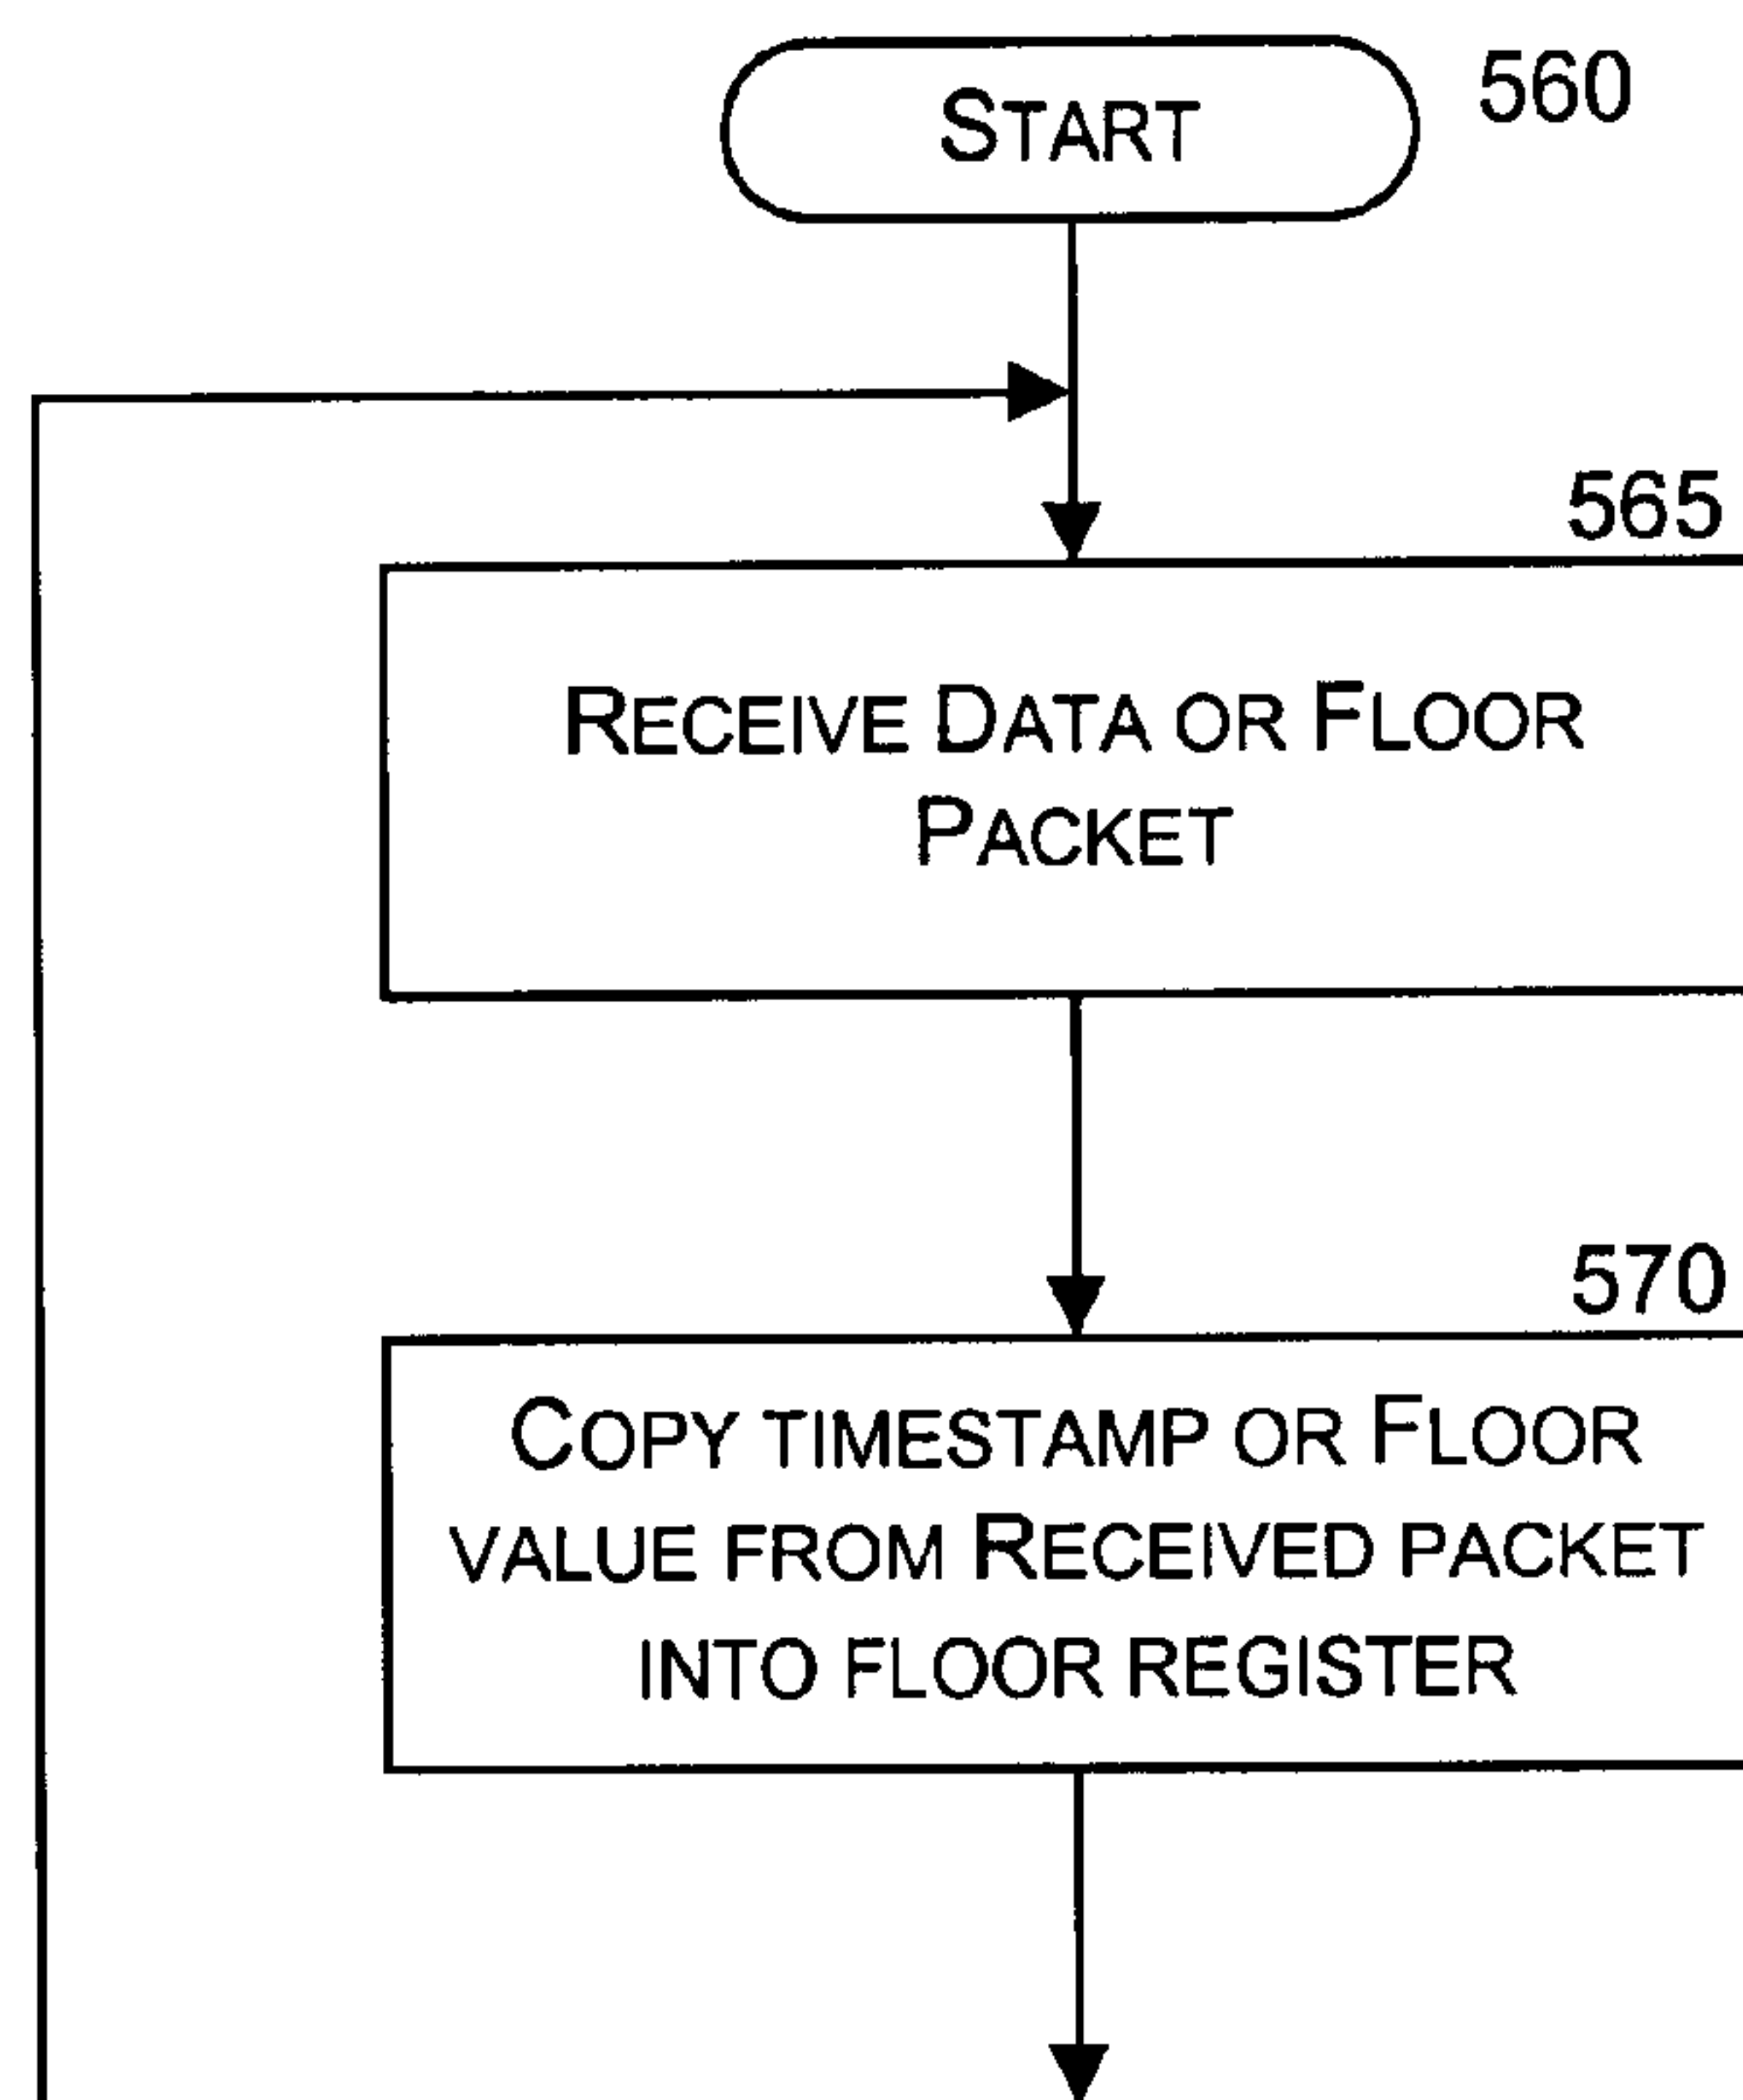 START
560
565
RECEIVE DATA OR FLOOR
PACKET
570
COPY TIMESTAMP OR FLOOR
VALUE FROM RECEIVED PACKET
INTO FLOOR REGISTER